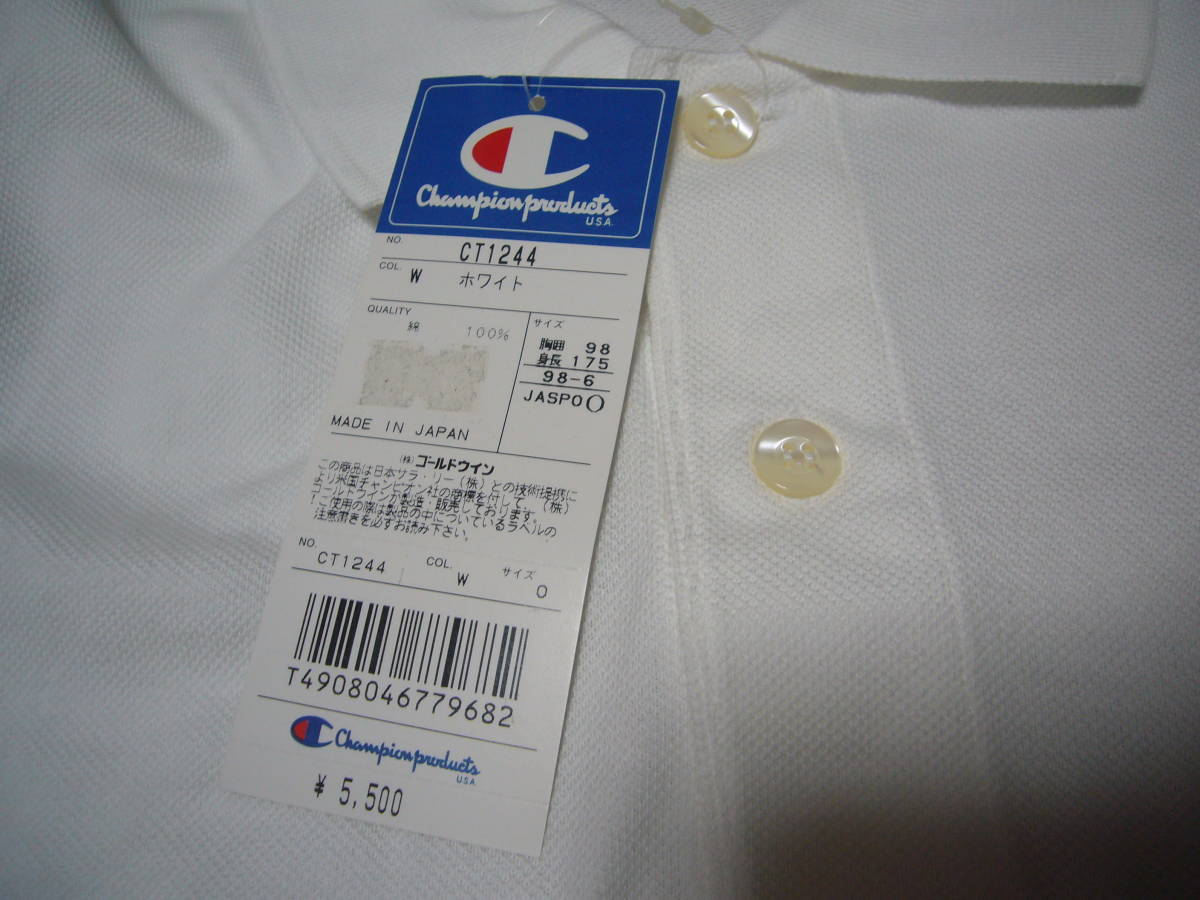 Champion products
U.S.A.
NO. CT1244
COL. W ホワイト
QUALITY
綿 100%
サイズ
胸囲 98
身長 175
98-6
JASPO O
MADE IN JAPAN
(株)ゴールドウイン
この商品は日本サラ・リー(株)との技術提携に
より米国チャンピオン社の商標を付して、(株)
ゴールドウインが製造・販売しております。
ご使用の際は製品の中についているラベルの
注意書きを必ずお読み下さい。
NO. CT1244 COL. W サイズ O
T4908046779682
Champion products
U.S.A.
¥ 5,500